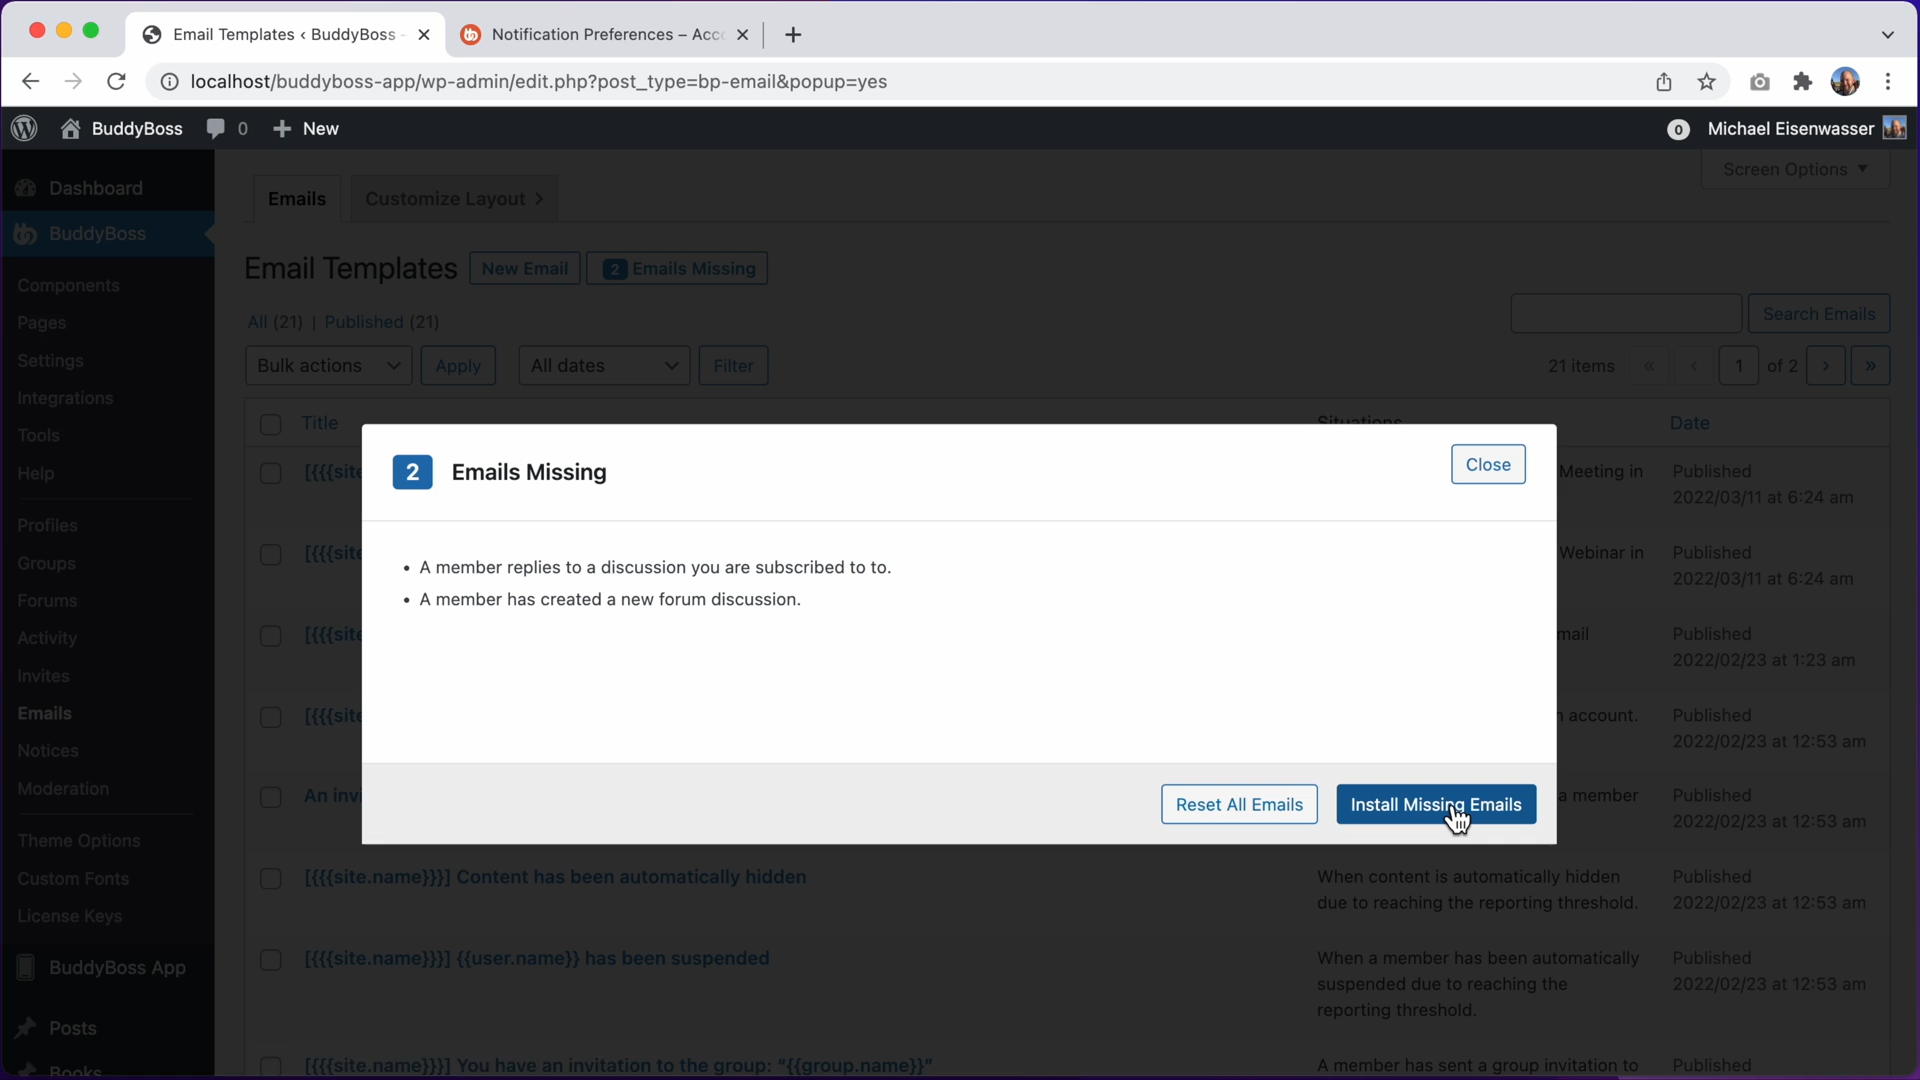 Email Templates ‹ BuddyBoss -
Notification Preferences – Acc
localhost/buddyboss-app/wp-admin/edit.php?post_type=bp-email&popup=yes
BuddyBoss 0 New
0 Michael Eisenwasser
Dashboard
BuddyBoss
Components
Pages
Settings
Integrations
Tools
Help
Profiles
Groups
Forums
Activity
Invites
Emails
Notices
Moderation
Theme Options
Custom Fonts
License Keys
BuddyBoss App
Posts
Books
Emails Customize Layout >
Screen Options ▼
Email Templates New Email 2 Emails Missing
All (21) | Published (21)
Search Emails
Bulk actions Apply All dates Filter
21 items « ‹ 1 of 2 › »
Title Situations Date
[{{{site Meeting in Published
2022/03/11 at 6:24 am
[{{{site Webinar in Published
2022/03/11 at 6:24 am
[{{{site mail Published
2022/02/23 at 1:23 am
[{{{site account. Published
2022/02/23 at 12:53 am
An invi a member Published
2022/02/23 at 12:53 am
2 Emails Missing
Close
• A member replies to a discussion you are subscribed to to.
• A member has created a new forum discussion.
Reset All Emails Install Missing Emails
[{{{site.name}}}] Content has been automatically hidden When content is automatically hidden Published
due to reaching the reporting threshold. 2022/02/23 at 12:53 am
[{{{site.name}}}] {{user.name}} has been suspended When a member has been automatically Published
suspended due to reaching the 2022/02/23 at 12:53 am
reporting threshold.
[{{{site.name}}}] You have an invitation to the group: "{{group.name}}" A member has sent a group invitation to Published